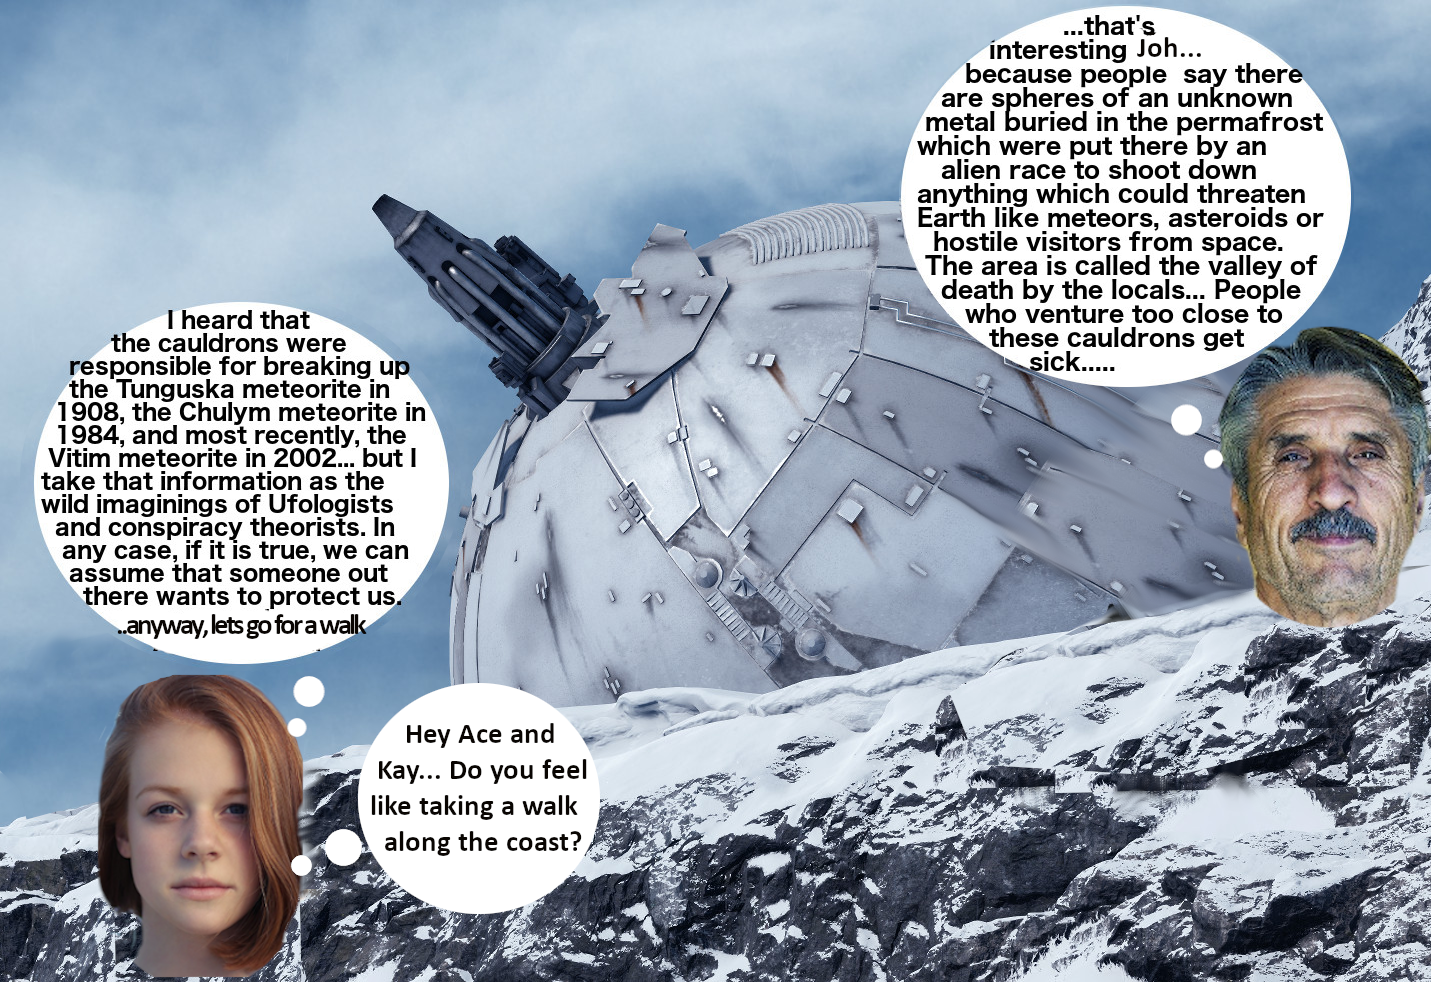 ...that's
interesting Joh...
because people say there
are spheres of an unknown
metal buried in the permafrost
which were put there by an
alien race to shoot down
anything which could threaten
Earth like meteors, asteroids or
hostile visitors from space.
The area is called the valley of
death by the locals... People
who venture too close to
these cauldrons get
sick.....
I heard that
the cauldrons were
responsible for breaking up
the Tunguska meteorite in
1908, the Chulym meteorite in
1984, and most recently, the
Vitim meteorite in 2002... but I
take that information as the
wild imaginings of Ufologists
and conspiracy theorists. In
any case, if it is true, we can
assume that someone out
there wants to protect us.
..anyway, lets go for a walk
Hey Ace and
Kay... Do you feel
like taking a walk
along the coast?